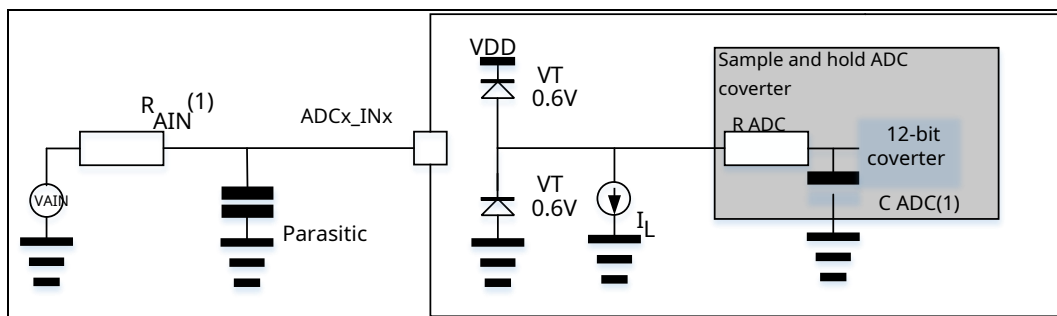 VDD
VT
0.6V
Sample and hold ADC
coverter
R
AIN
(1)
ADCx_INx
R ADC
12-bit
coverter
VAIN
VT
0.6V
C ADC(1)
I
L
Parasitic